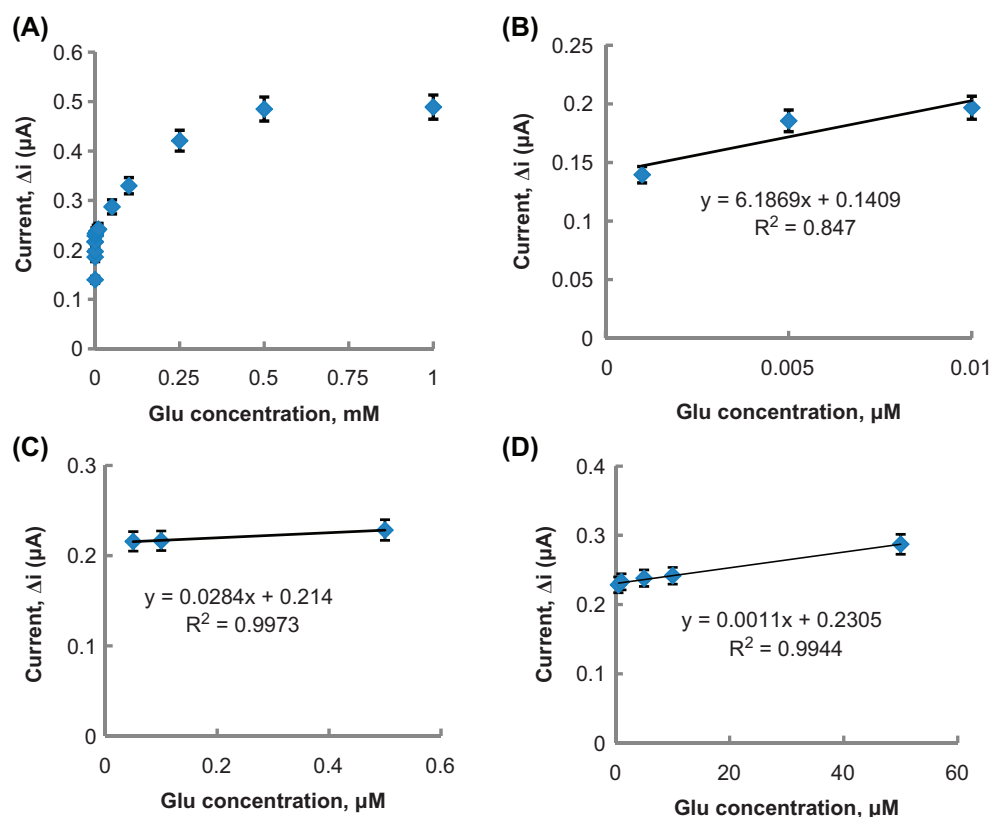 (A)
Current, Δi (µA)
0.6
0.5
0.4
0.3
0.2
0.1
0
0 0.25 0.5 0.75 1
Glu concentration, mM
(B)
Current, Δi (µA)
0.25
0.2
0.15
0.1
0.05
0
y = 6.1869x + 0.1409
R² = 0.847
0 0.005 0.01
Glu concentration, µM
(C)
Current, Δi (µA)
0.3
0.2
0.1
0
y = 0.0284x + 0.214
R² = 0.9973
0 0.2 0.4 0.6
Glu concentration, µM
(D)
Current, Δi (µA)
0.4
0.3
0.2
0.1
0
y = 0.0011x + 0.2305
R² = 0.9944
0 20 40 60
Glu concentration, µM